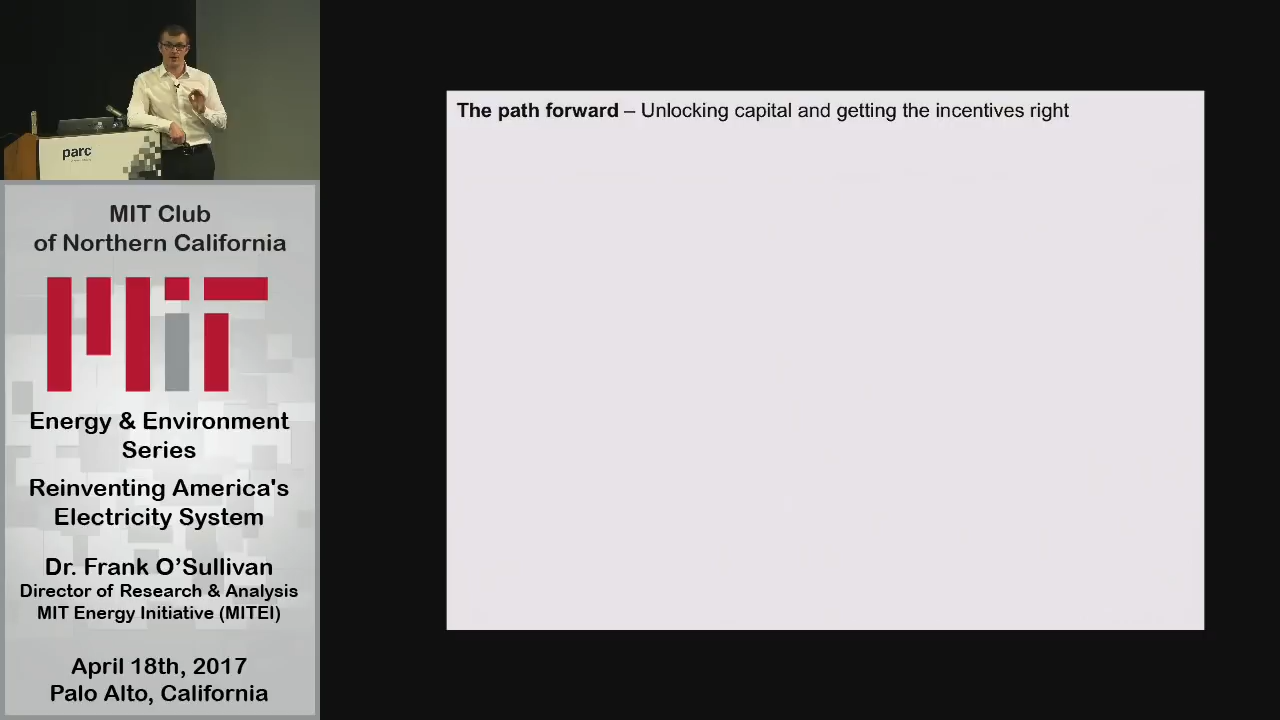 parc
MIT Club
of Northern California
MIT
Energy & Environment
Series
Reinventing America's
Electricity System
Dr. Frank O’Sullivan
Director of Research & Analysis
MIT Energy Initiative (MITEI)
April 18th, 2017
Palo Alto, California
The path forward – Unlocking capital and getting the incentives right